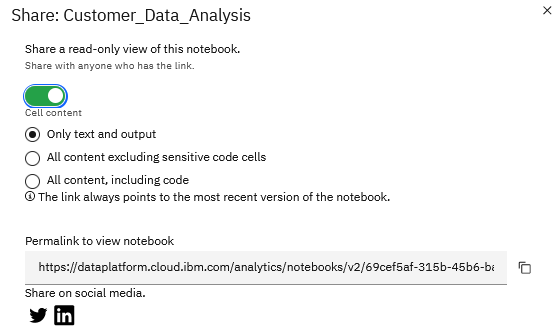 Share: Customer_Data_Analysis
Share a read-only view of this notebook.
Share with anyone who has the link.
Cell content
Only text and output
All content excluding sensitive code cells
All content, including code
The link always points to the most recent version of the notebook.
Permalink to view notebook
https://dataplatform.cloud.ibm.com/analytics/notebooks/v2/69cef5af-315b-45b6-ba
Share on social media.
in